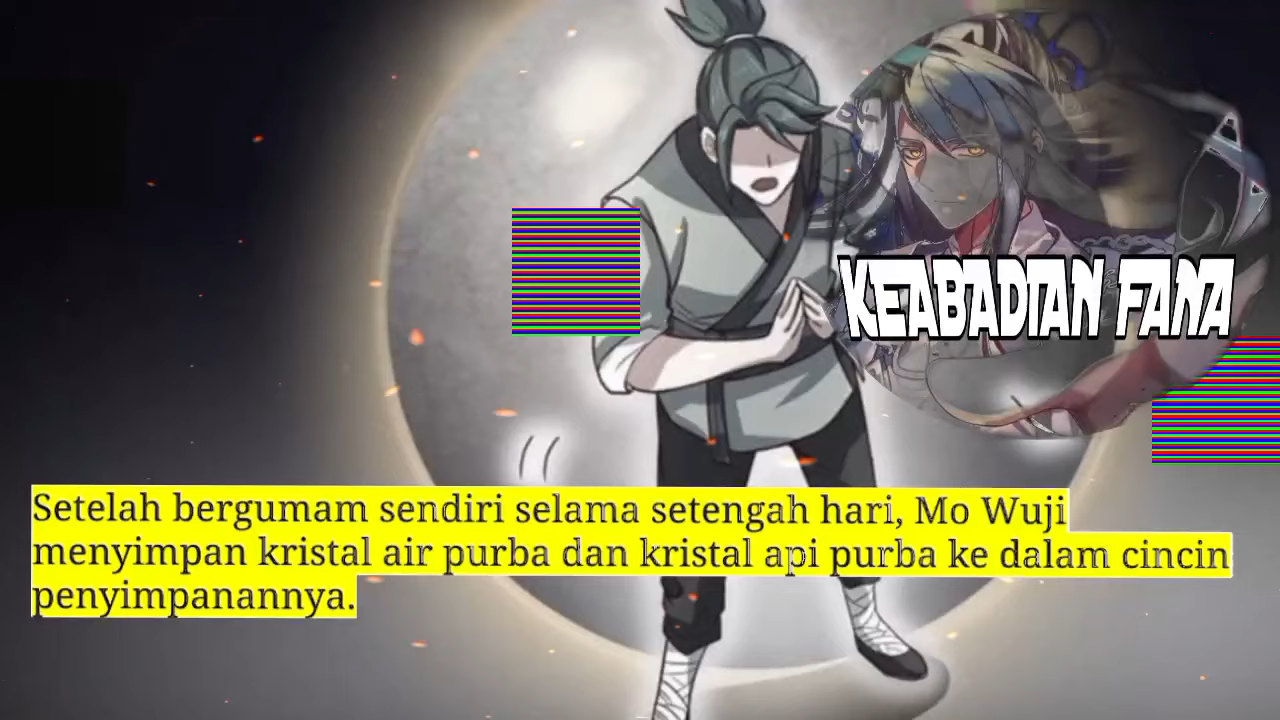 KEABADIAN FANA
Setelah bergumam sendiri selama setengah hari, Mo Wuji
menyimpan kristal air purba dan kristal api purba ke dalam cincin
penyimpanannya.